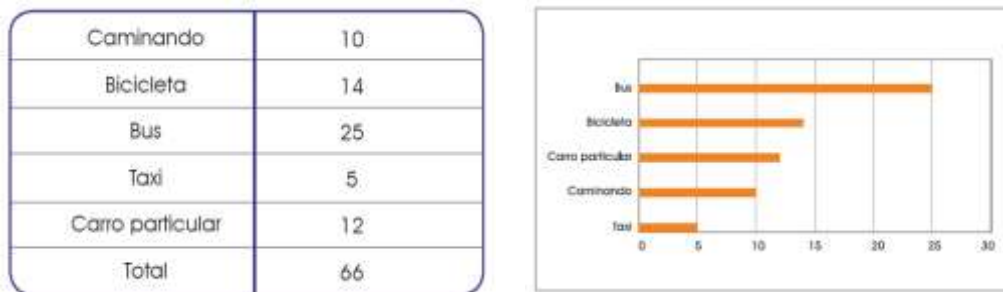 Caminando 10
Bicicleta 14
Bus 25
Taxi 5
Carro particular 12
Total 66
Bus
Bicicleta
Carro particular
Caminando
Taxi
0 5 10 15 20 25 30